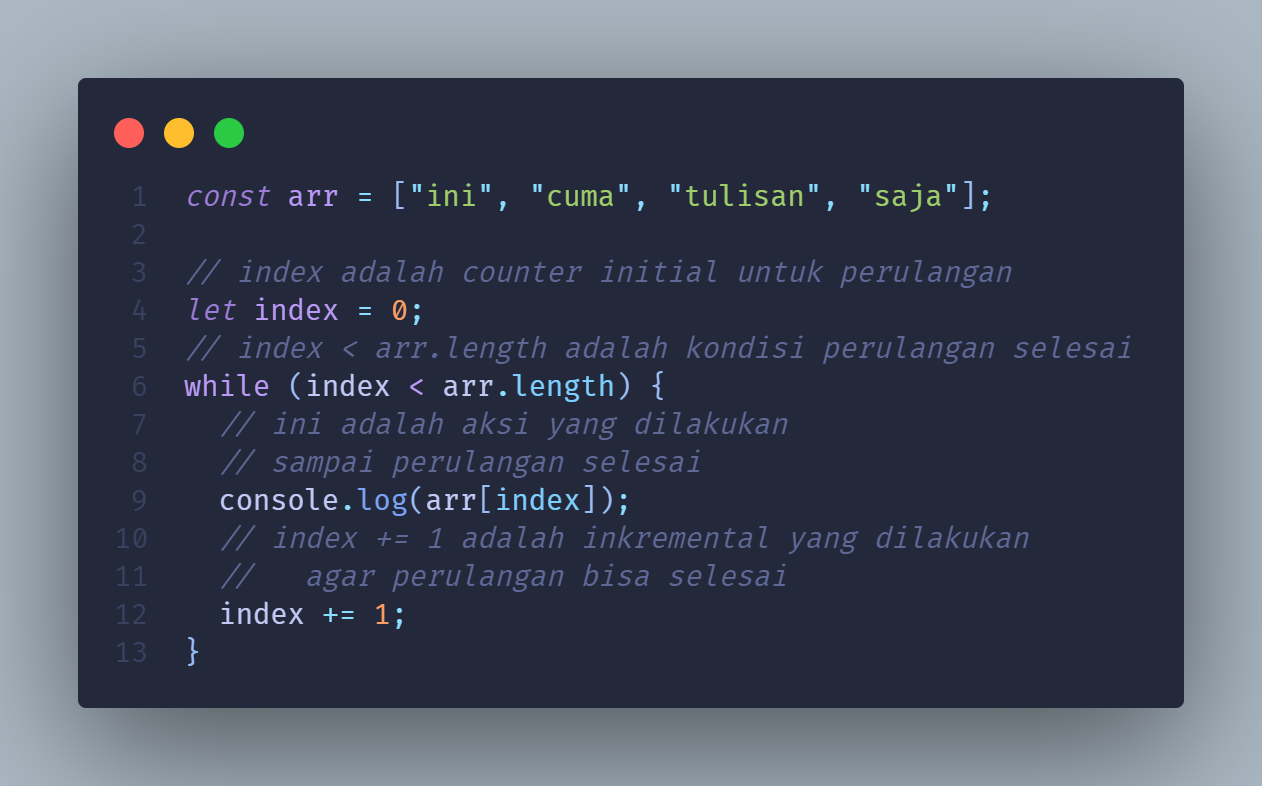 1 const arr = ["ini", "cuma", "tulisan", "saja"];
2
3 // index adalah counter initial untuk perulangan
4 let index = 0;
5 // index < arr.length adalah kondisi perulangan selesai
6 while (index < arr.length) {
7   // ini adalah aksi yang dilakukan
8   // sampai perulangan selesai
9   console.log(arr[index]);
10   // index += 1 adalah inkremental yang dilakukan
11   //   agar perulangan bisa selesai
12   index += 1;
13 }